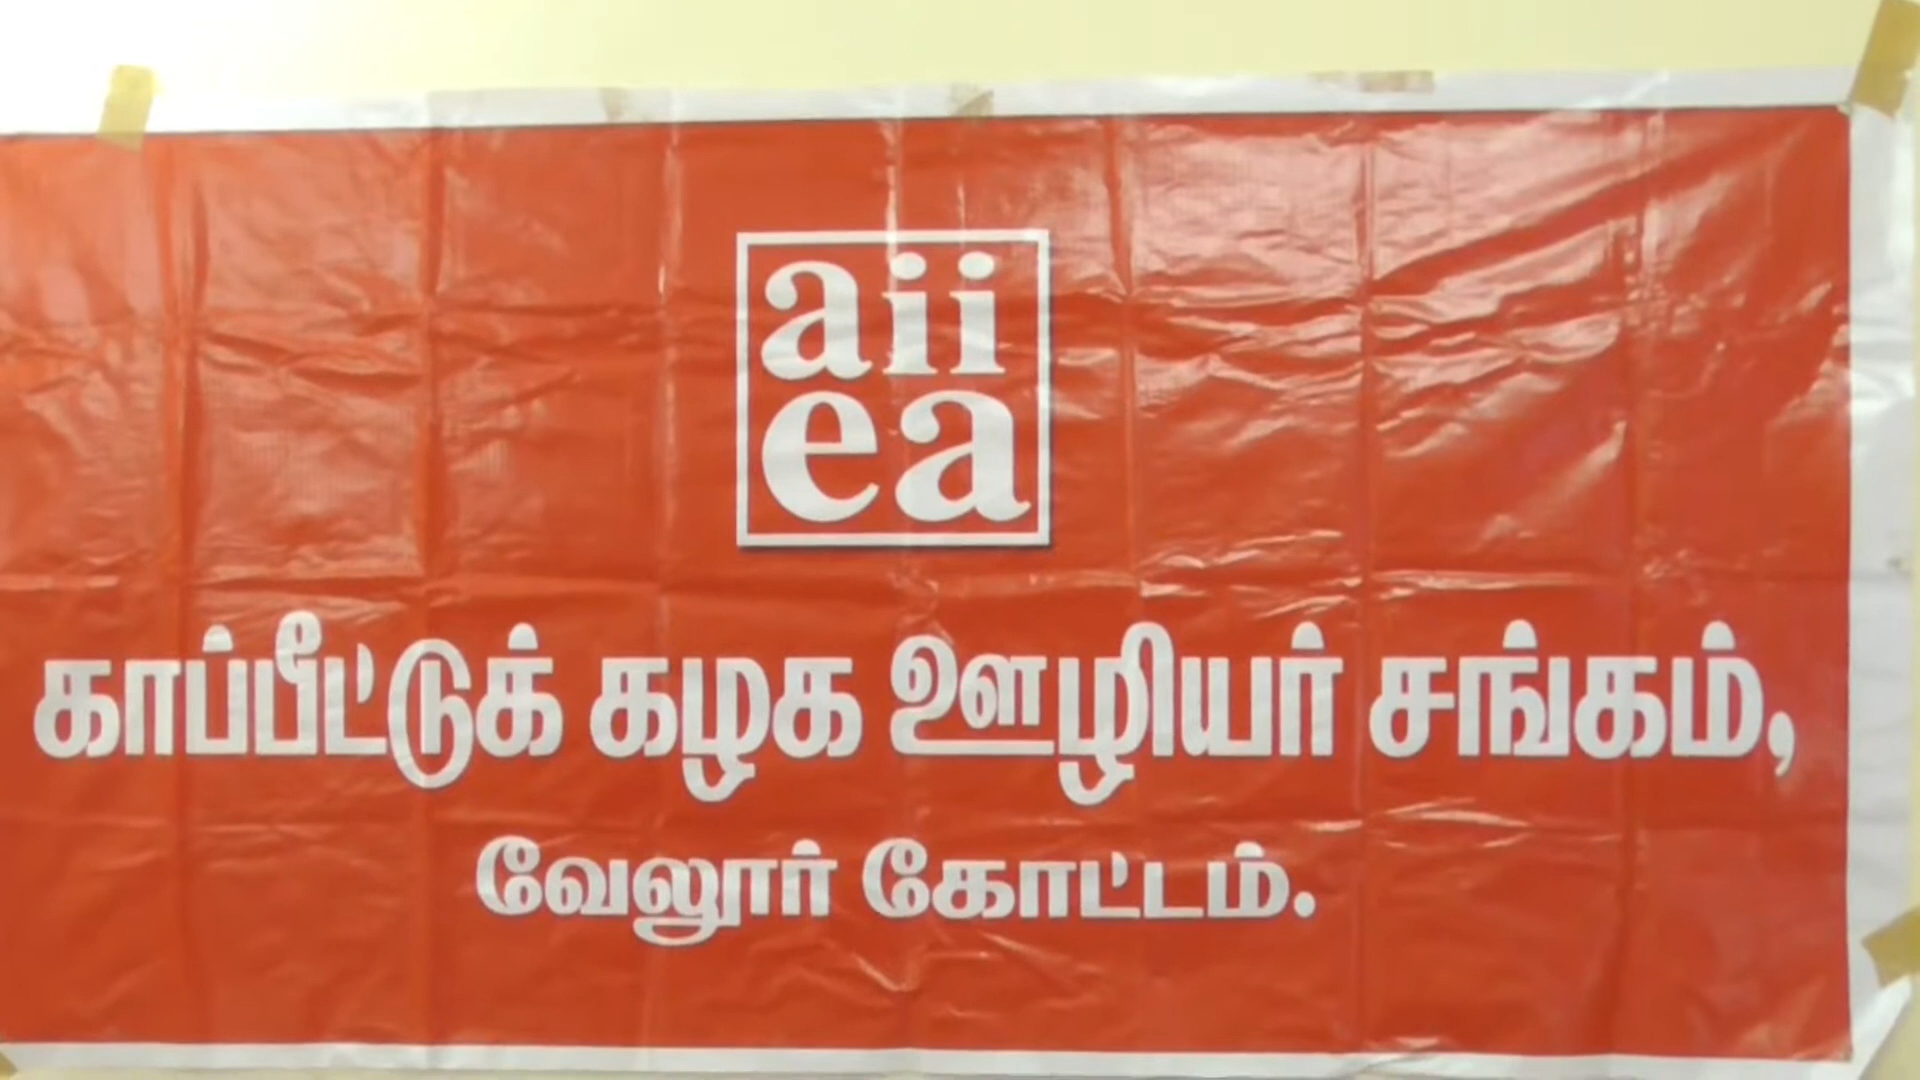 aii
ea
காப்பீட்டுக் கழக ஊழியர் சங்கம்,
வேலூர் கோட்டம்.